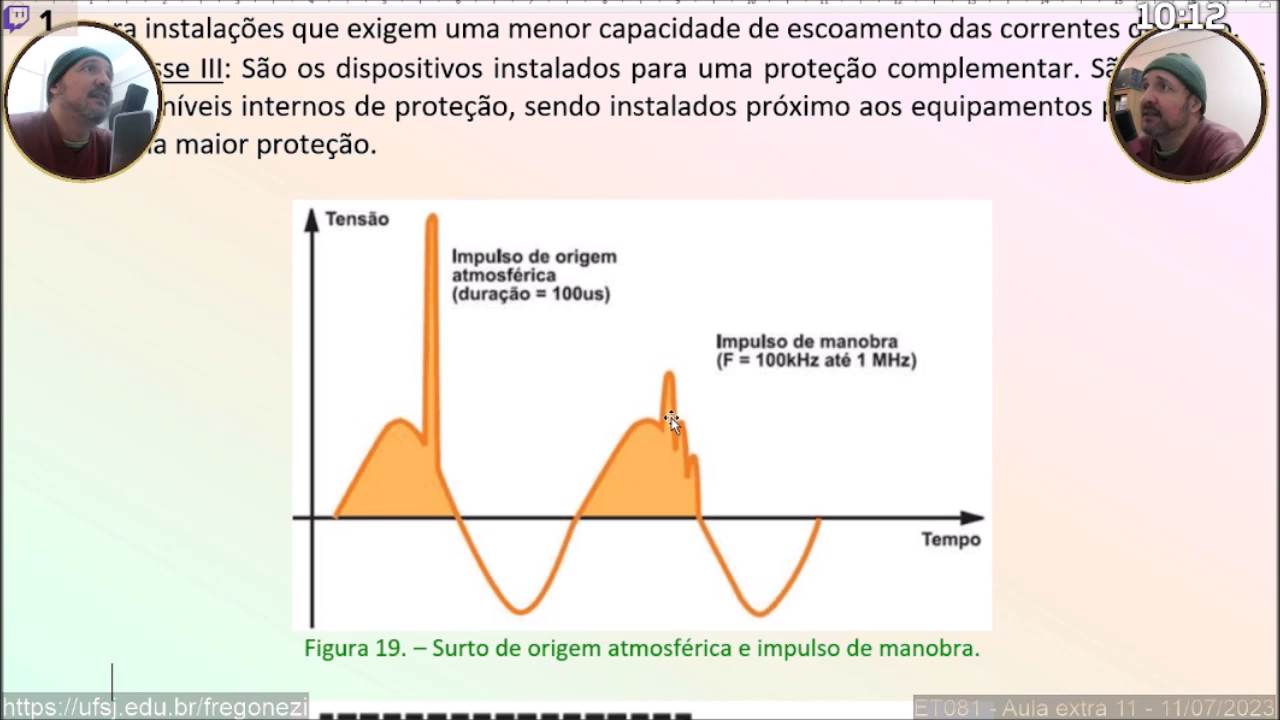 1
10:12
instalações que exigem uma menor capacidade de escoamento das correntes
sse III: São os dispositivos instalados para uma proteção complementar.
níveis internos de proteção, sendo instalados próximo aos equipamentos
maior proteção.
Tensão
Impulso de origem
atmosférica
(duração = 100us)
Impulso de manobra
(F = 100kHz até 1 MHz)
Tempo
Figura 19. – Surto de origem atmosférica e impulso de manobra.
https://ufsj.edu.br/fregonezi
ET081 - Aula extra 11 - 11/07/2023